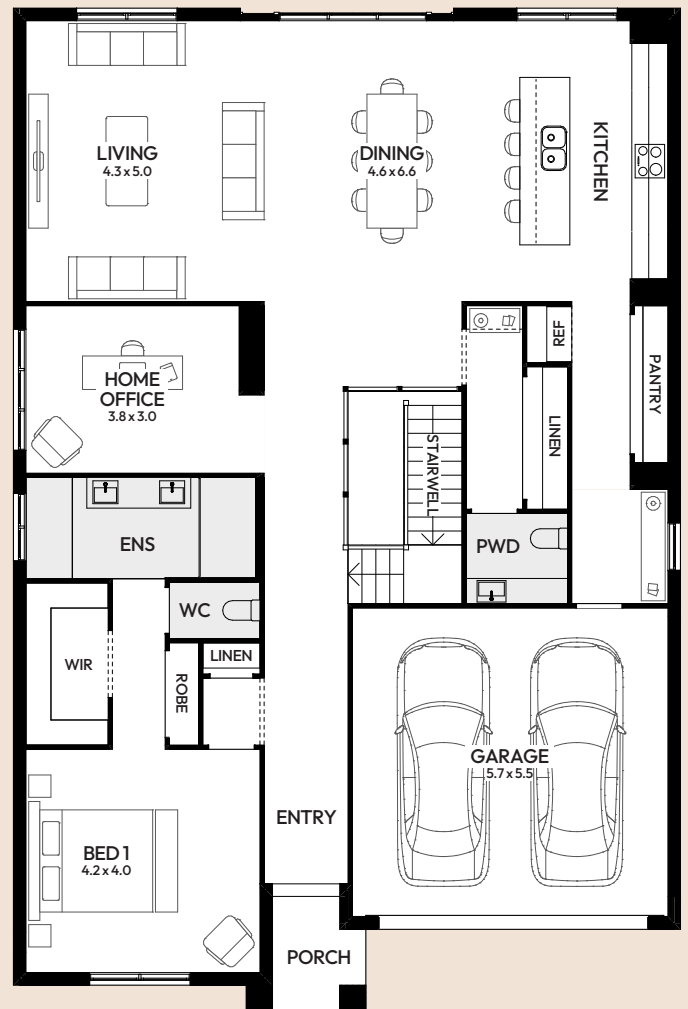 LIVING
4.3 x 5.0
DINING
4.6 x 6.6
KITCHEN
HOME
OFFICE
3.8 x 3.0
REF
PANTRY
LINEN
STAIRWELL
ENS
PWD
WC
LINEN
WIR
ROBE
GARAGE
5.7 x 5.5
ENTRY
BED 1
4.2 x 4.0
PORCH